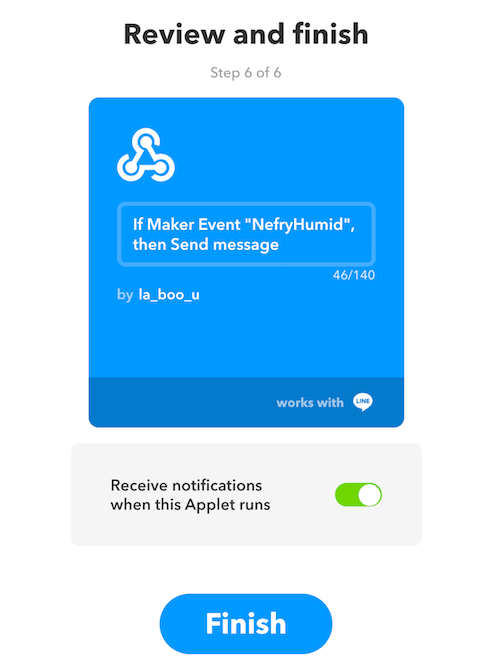 Review and finish
Step 6 of 6
If Maker Event "NefryHumid",
then Send message
46/140
by la_boo_u
works with LINE
Receive notifications
when this Applet runs
Finish